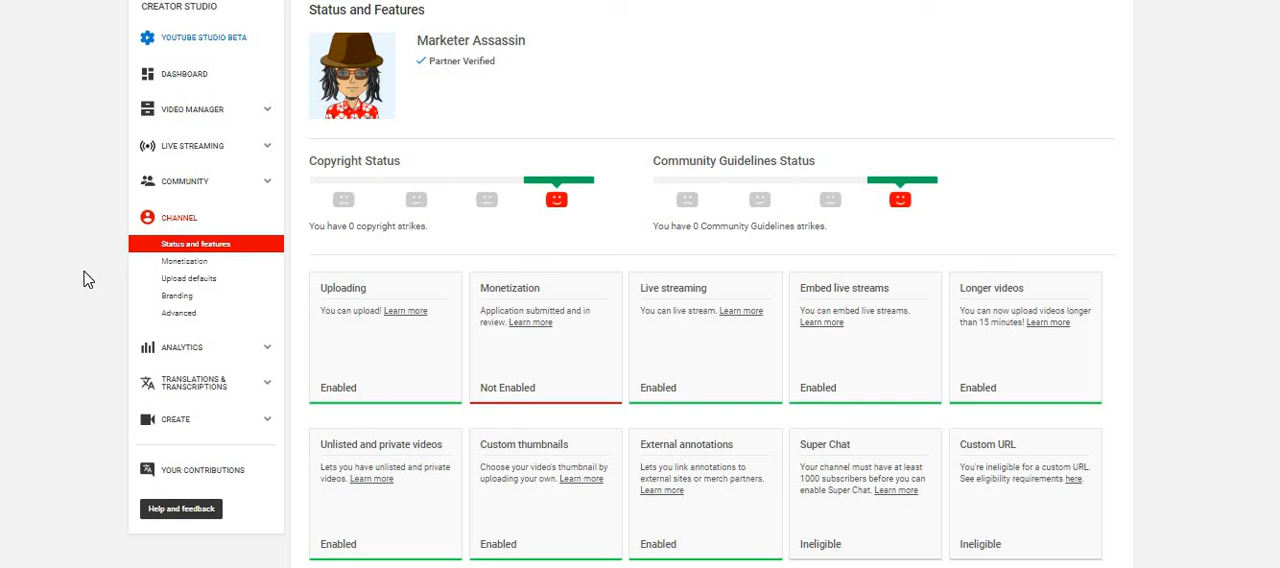 CREATOR STUDIO
YOUTUBE STUDIO BETA
DASHBOARD
VIDEO MANAGER
LIVE STREAMING
COMMUNITY
CHANNEL
Status and features
Monetization
Upload defaults
Branding
Advanced
ANALYTICS
TRANSLATIONS &
TRANSCRIPTIONS
CREATE
YOUR CONTRIBUTIONS
Help and feedback
Status and Features
Marketer Assassin
Partner Verified
Copyright Status
You have 0 copyright strikes.
Community Guidelines Status
You have 0 Community Guidelines strikes.
Uploading
You can upload! Learn more
Enabled
Monetization
Application submitted and in
review. Learn more
Not Enabled
Live streaming
You can live stream. Learn more
Enabled
Embed live streams
You can embed live streams.
Learn more
Enabled
Longer videos
You can now upload videos longer
than 15 minutes! Learn more
Enabled
Unlisted and private videos
Lets you have unlisted and private
videos. Learn more
Enabled
Custom thumbnails
Choose your video's thumbnail by
uploading your own. Learn more
Enabled
External annotations
Lets you link annotations to
external sites or merch partners.
Learn more
Enabled
Super Chat
Your channel must have at least
1000 subscribers before you can
enable Super Chat. Learn more
Ineligible
Custom URL
You're ineligible for a custom URL.
See eligibility requirements here.
Ineligible